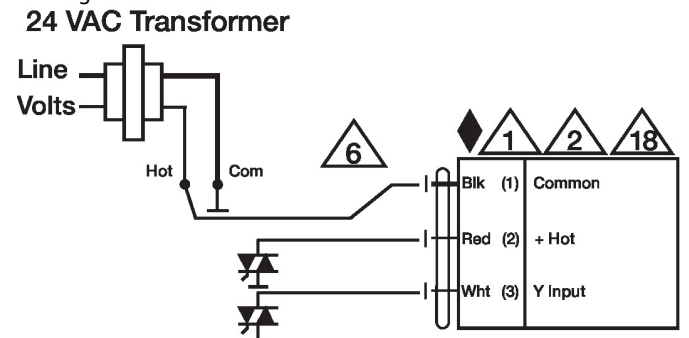 24 VAC Transformer
Line
Volts
Hot
Com
6
1
2
18
Blk (1) Common
Red (2) + Hot
Wht (3) Y Input